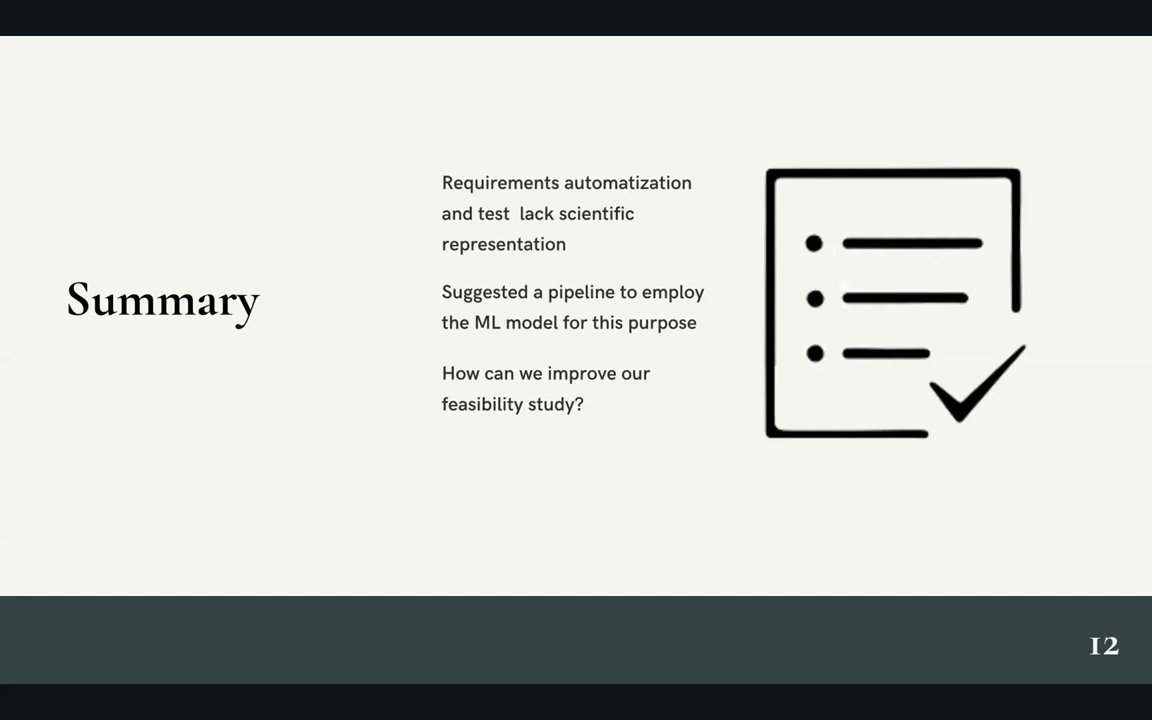 Summary
Requirements automatization
and test lack scientific
representation
Suggested a pipeline to employ
the ML model for this purpose
How can we improve our
feasibility study?
12